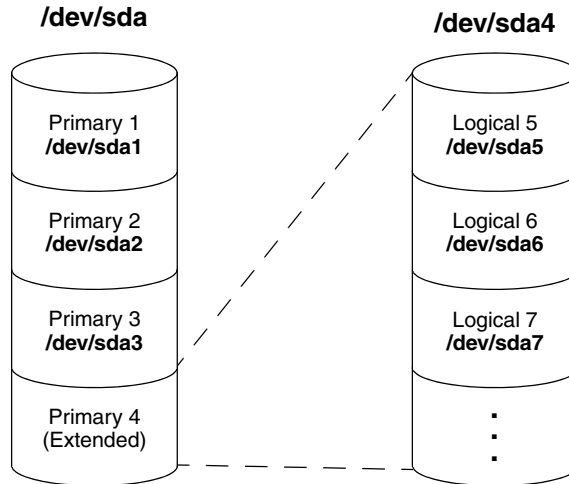 /dev/sda
Primary 1
/dev/sda1
Primary 2
/dev/sda2
Primary 3
/dev/sda3
Primary 4
(Extended)
/dev/sda4
Logical 5
/dev/sda5
Logical 6
/dev/sda6
Logical 7
/dev/sda7